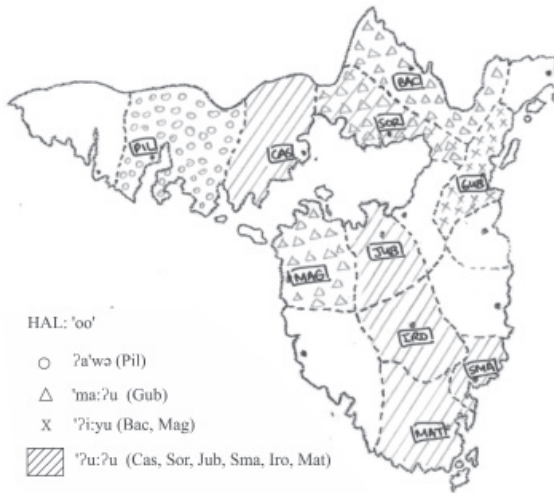 BAC
SOR
PIL
CAS
GUB
MAG
JUB
IRO
SMA
MAT
HAL: 'oo'
ʔa'wə (Pil)
'ma:ʔu (Gub)
x 'ʔi:yu (Bac, Mag)
'ʔu:ʔu (Cas, Sor, Jub, Sma, Iro, Mat)